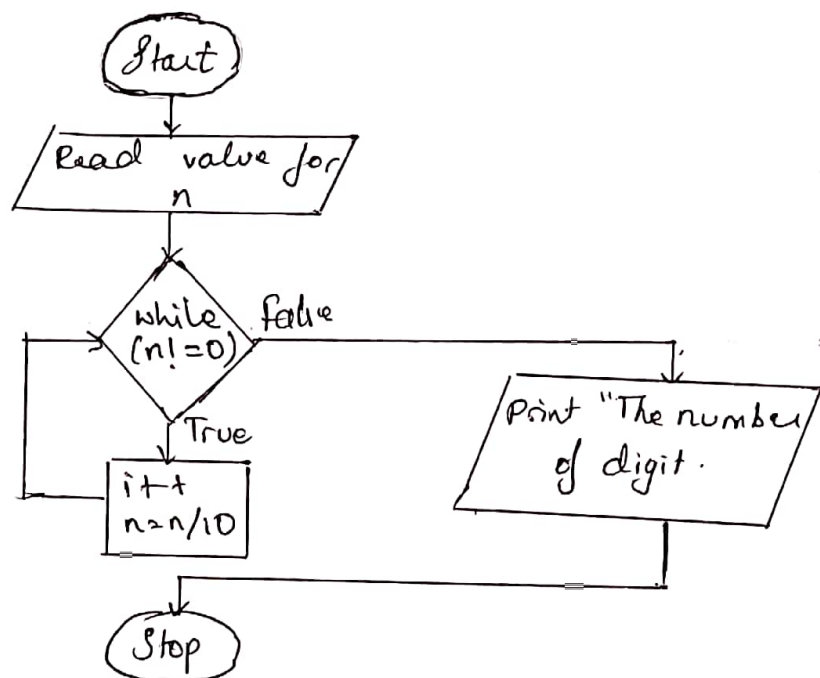 Start
Read value for
n
while
(n!=0)
False
True
i++
n=n/10
Print "The number
of digit.
Stop